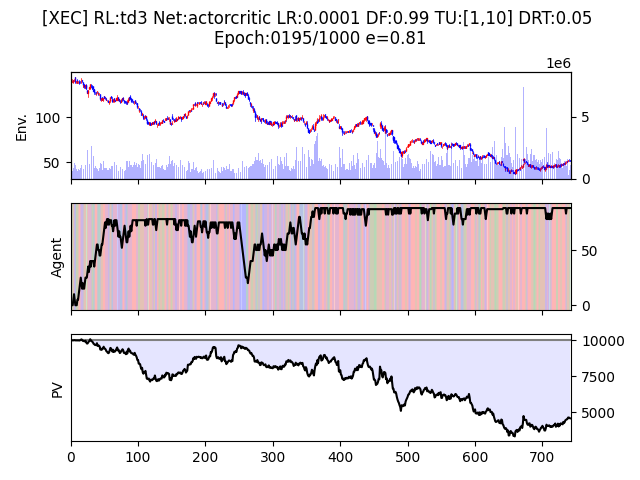 [XEC] RL:td3 Net:actorcritic LR:0.0001 DF:0.99 TU:[1,10] DRT:0.05
Epoch:0195/1000 e=0.81
1e6
Env.
100
50
5
0
Agent
50
0
PV
10000
7500
5000
0 100 200 300 400 500 600 700